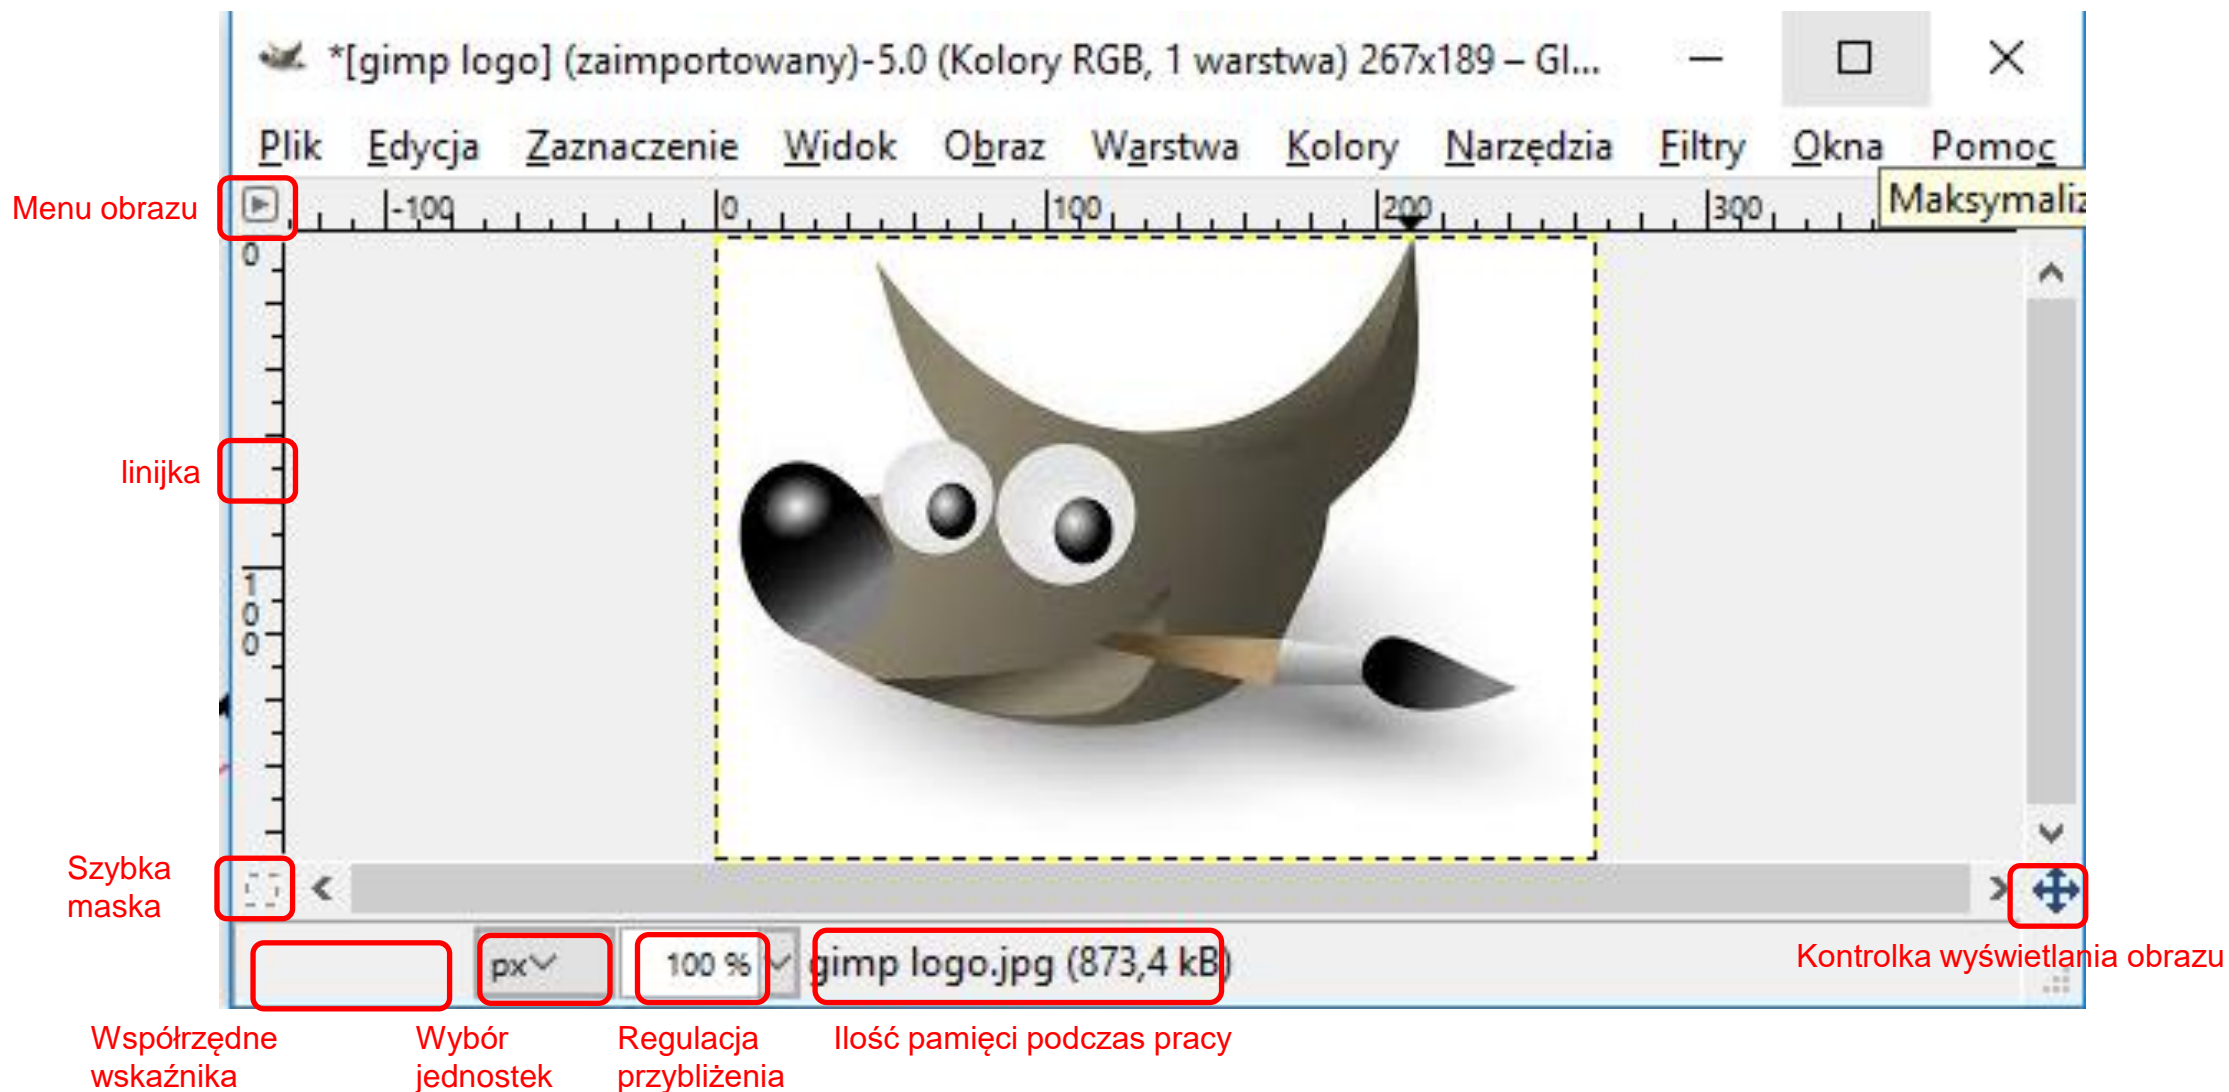 *[gimp logo] (zaimportowany)-5.0 (Kolory RGB, 1 warstwa) 267x189 – GI...
Plik Edycja Zaznaczenie Widok Obraz Warstwa Kolory Narzędzia Filtry Okna Pomoc
Maksymaliz
Menu obrazu
-100 0 100 200 300
0
linijka
100
Szybka
maska
px 100 % gimp logo.jpg (873,4 kB)
Kontrolka wyświetlania obrazu
Współrzędne
wskaźnika
Wybór
jednostek
Regulacja
przybliżenia
Ilość pamięci podczas pracy